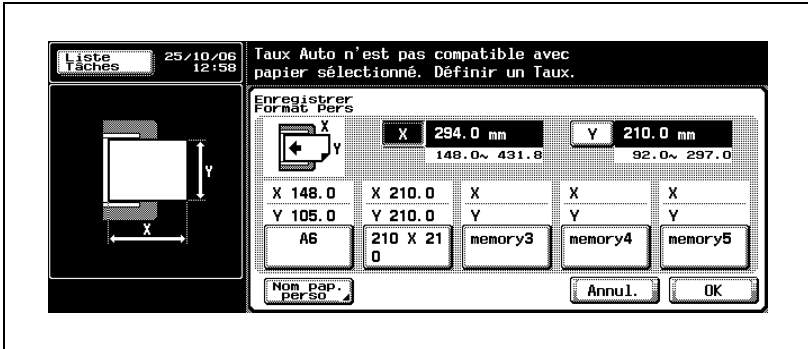 Liste
Tâches
25/10/06
12:58
Taux Auto n'est pas compatible avec
papier sélectionné. Définir un Taux.
Enregistrer
Format Pers
X
Y
X 294.0 mm
148.0~ 431.8
Y 210.0 mm
92.0~ 297.0
Y
X
X 148.0
Y 105.0
A6
X 210.0
Y 210.0
210 X 21
0
X
Y
memory3
X
Y
memory4
X
Y
memory5
Nom pap.
perso
Annul.
OK